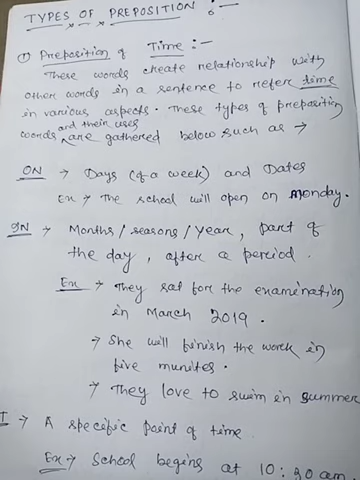 TYPES OF PREPOSITION :-
① Preposition of Time :-
These words create relationship with
other words in a sentence to refer time
in various aspects. These types of preposition
and their uses
words are gathered below such as →
ON → Days (of a week) and Dates
Ex → The school will open on Monday.
IN → Months / seasons / Year, part of
the day, after a period.
Ex → They sat for the examination
in March 2019.
→ She will finish the work in
five munites.
→ They love to swim in summer
T → A specific point of time.
Ex → School begins at 10:30 am.